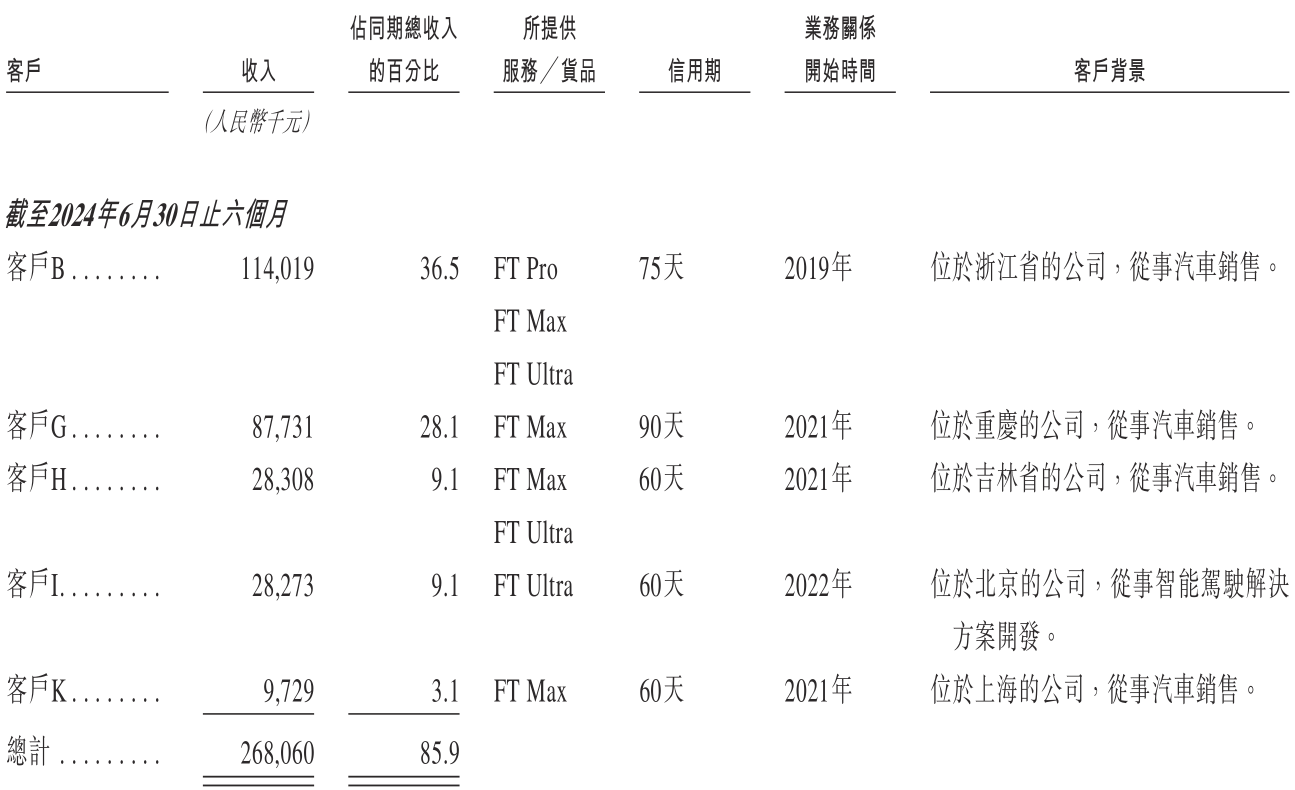 佔同期總收入 所提供 業務關係
客戶 收入 的百分比 服務／貨品 信用期 開始時間 客戶背景
(人民幣千元)
截至2024年6月30日止六個月
客戶B ........ 114,019 36.5 FT Pro 75天 2019年 位於浙江省的公司，從事汽車銷售。
FT Max
FT Ultra
客戶G ........ 87,731 28.1 FT Max 90天 2021年 位於重慶的公司，從事汽車銷售。
客戶H ........ 28,308 9.1 FT Max 60天 2021年 位於吉林省的公司，從事汽車銷售。
FT Ultra
客戶I ......... 28,273 9.1 FT Ultra 60天 2022年 位於北京的公司，從事智能駕駛解決
方案開發。
客戶K ........ 9,729 3.1 FT Max 60天 2021年 位於上海的公司，從事汽車銷售。
總計 ......... 268,060 85.9